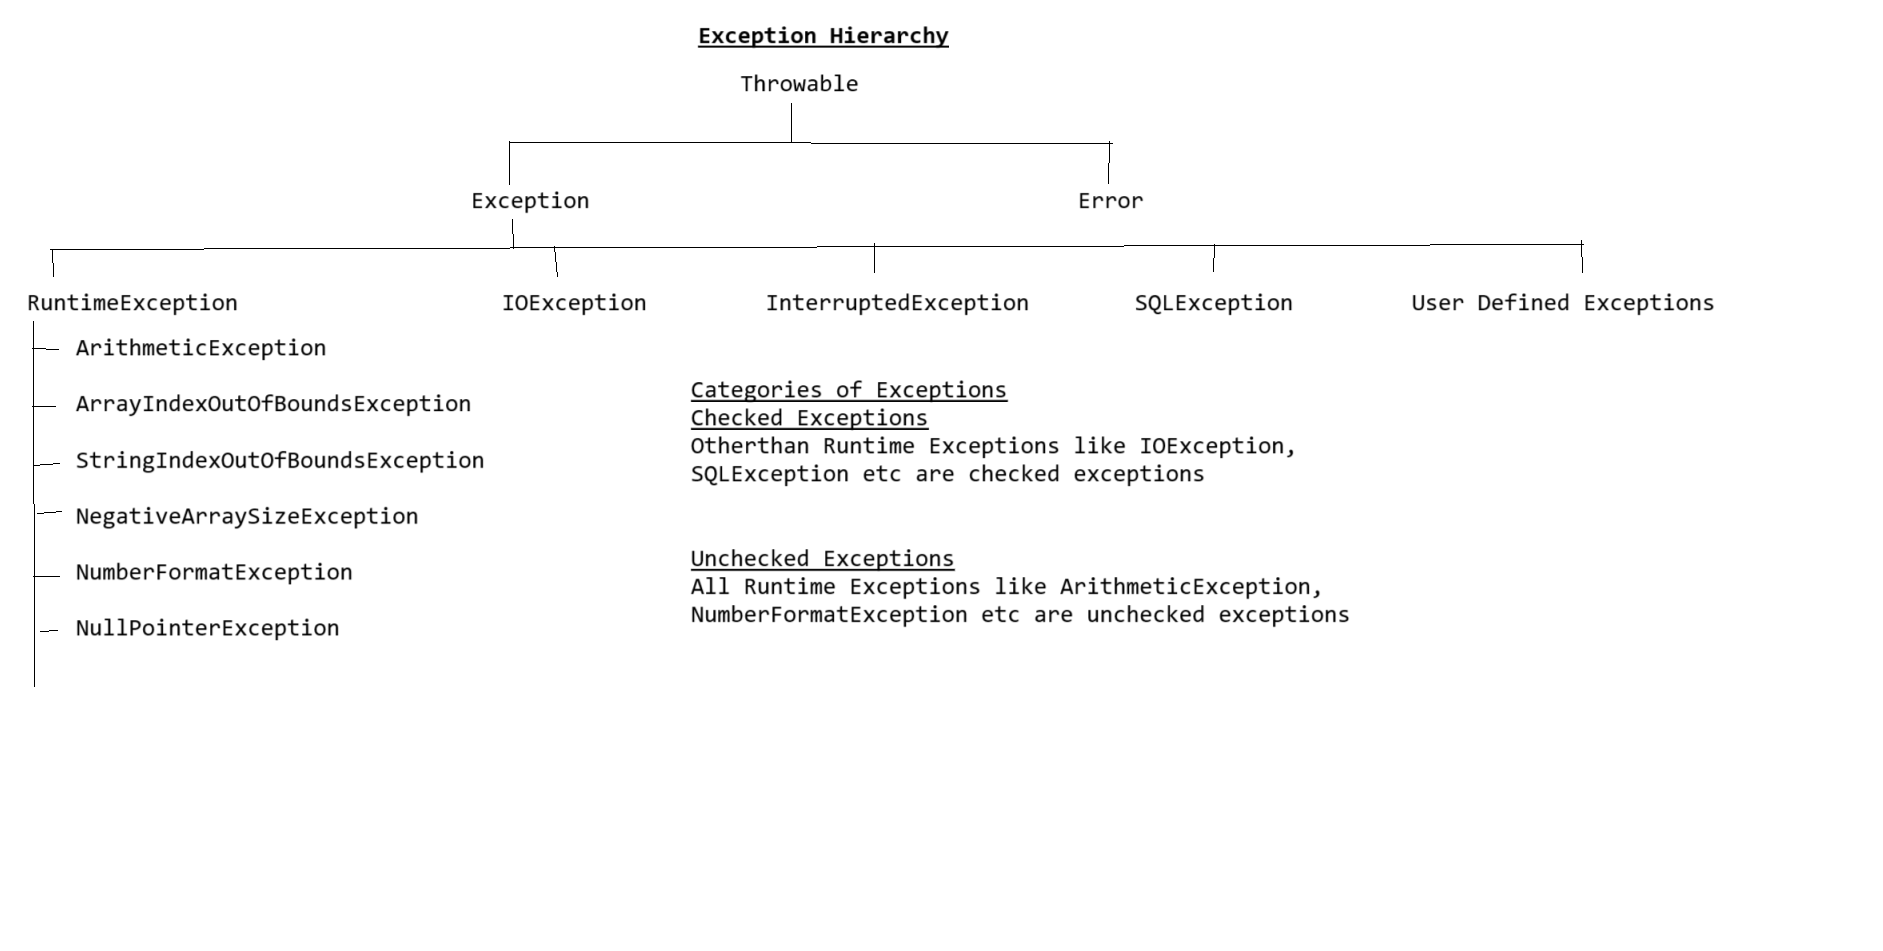 Exception Hierarchy
Throwable
Exception
Error
RuntimeException
IOException
InterruptedException
SQLException
User Defined Exceptions
ArithmeticException
ArrayIndexOutOfBoundsException
StringIndexOutOfBoundsException
NegativeArraySizeException
NumberFormatException
NullPointerException
Categories of Exceptions
Checked Exceptions
Otherthan Runtime Exceptions like IOException,
SQLException etc are checked exceptions
Unchecked Exceptions
All Runtime Exceptions like ArithmeticException,
NumberFormatException etc are unchecked exceptions